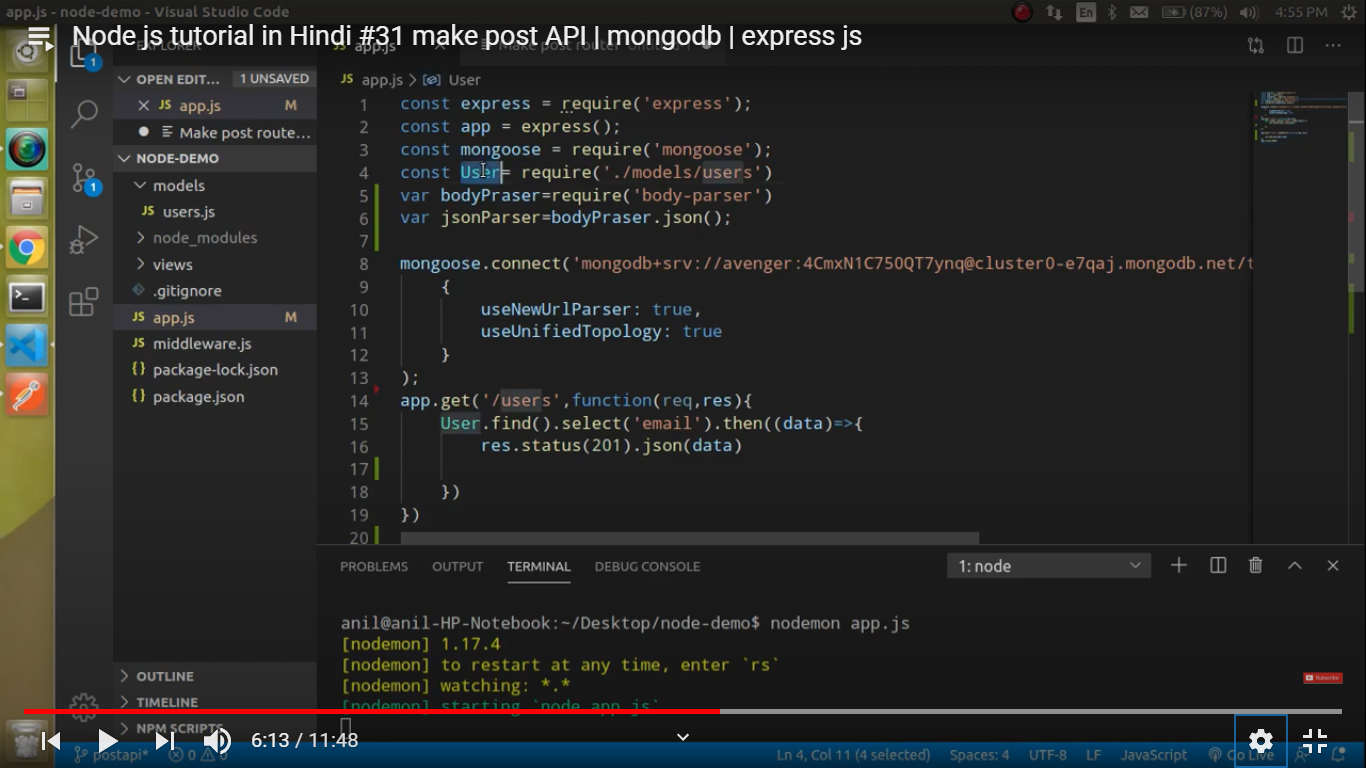 app.js - node-demo - Visual Studio Code
En (87%) 4:55 PM
Node js tutorial in Hindi #31 make post API | mongodb | express js
EXPLORER
JS app.js
OPEN EDIT... 1 UNSAVED
JS app.js M
Make post route...
NODE-DEMO
models
JS users.js
node_modules
views
.gitignore
JS app.js M
JS middleware.js
{} package-lock.json
{} package.json
OUTLINE
TIMELINE
NPM SCRIPTS
1
1
JS app.js > User
1 const express = require('express');
2 const app = express();
3 const mongoose = require('mongoose');
4 const User= require('./models/users')
5 var bodyPraser=require('body-parser')
6 var jsonParser=bodyPraser.json();
7
8 mongoose.connect('mongodb+srv://avenger:4CmxN1C750QT7ynq@cluster0-e7qaj.mongodb.net/t
9 {
10 useNewUrlParser: true,
11 useUnifiedTopology: true
12 }
13 );
14 app.get('/users',function(req,res){
15 User.find().select('email').then((data)=>{
16 res.status(201).json(data)
17
18 })
19 })
20
PROBLEMS OUTPUT TERMINAL DEBUG CONSOLE 1: node
anil@anil-HP-Notebook:~/Desktop/node-demo$ nodemon app.js
[nodemon] 1.17.4
[nodemon] to restart at any time, enter `rs`
[nodemon] watching: *.*
[nodemon] starting `node app.js`
Subscribe
6:13 / 11:48
postapi* 0 0 Ln 4, Col 11 (4 selected) Spaces: 4 UTF-8 LF JavaScript Go Live